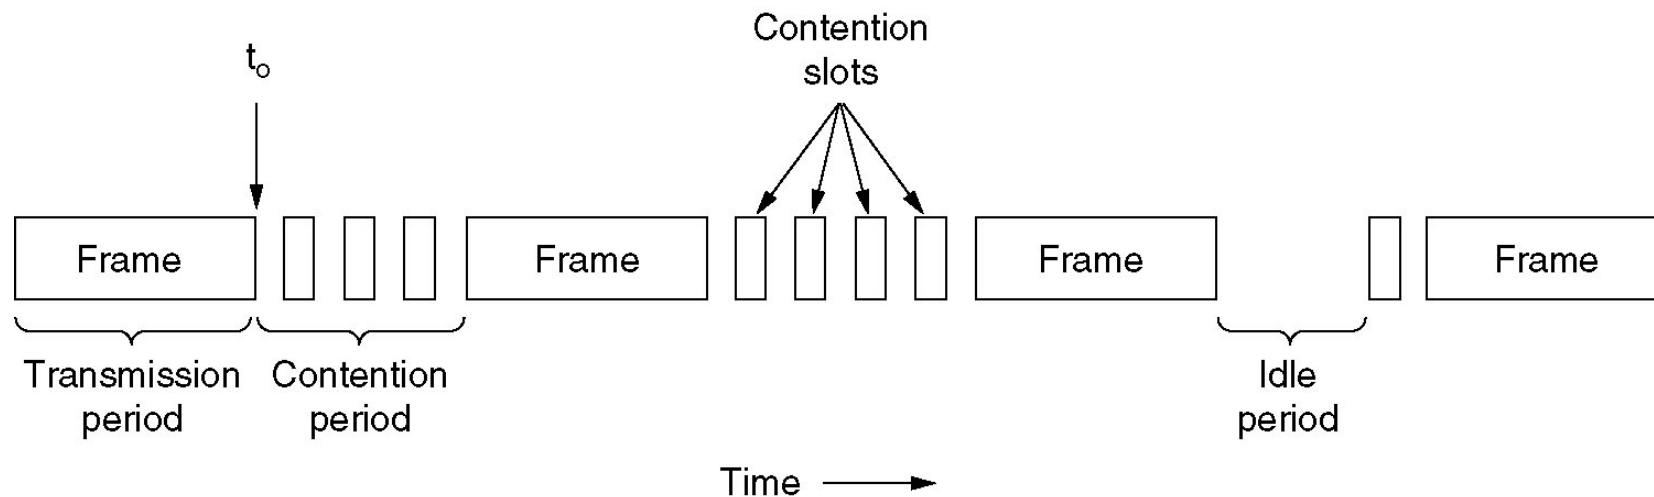 Contention
slots
t₀
Frame
Frame
Frame
Frame
Transmission
period
Contention
period
Idle
period
Time